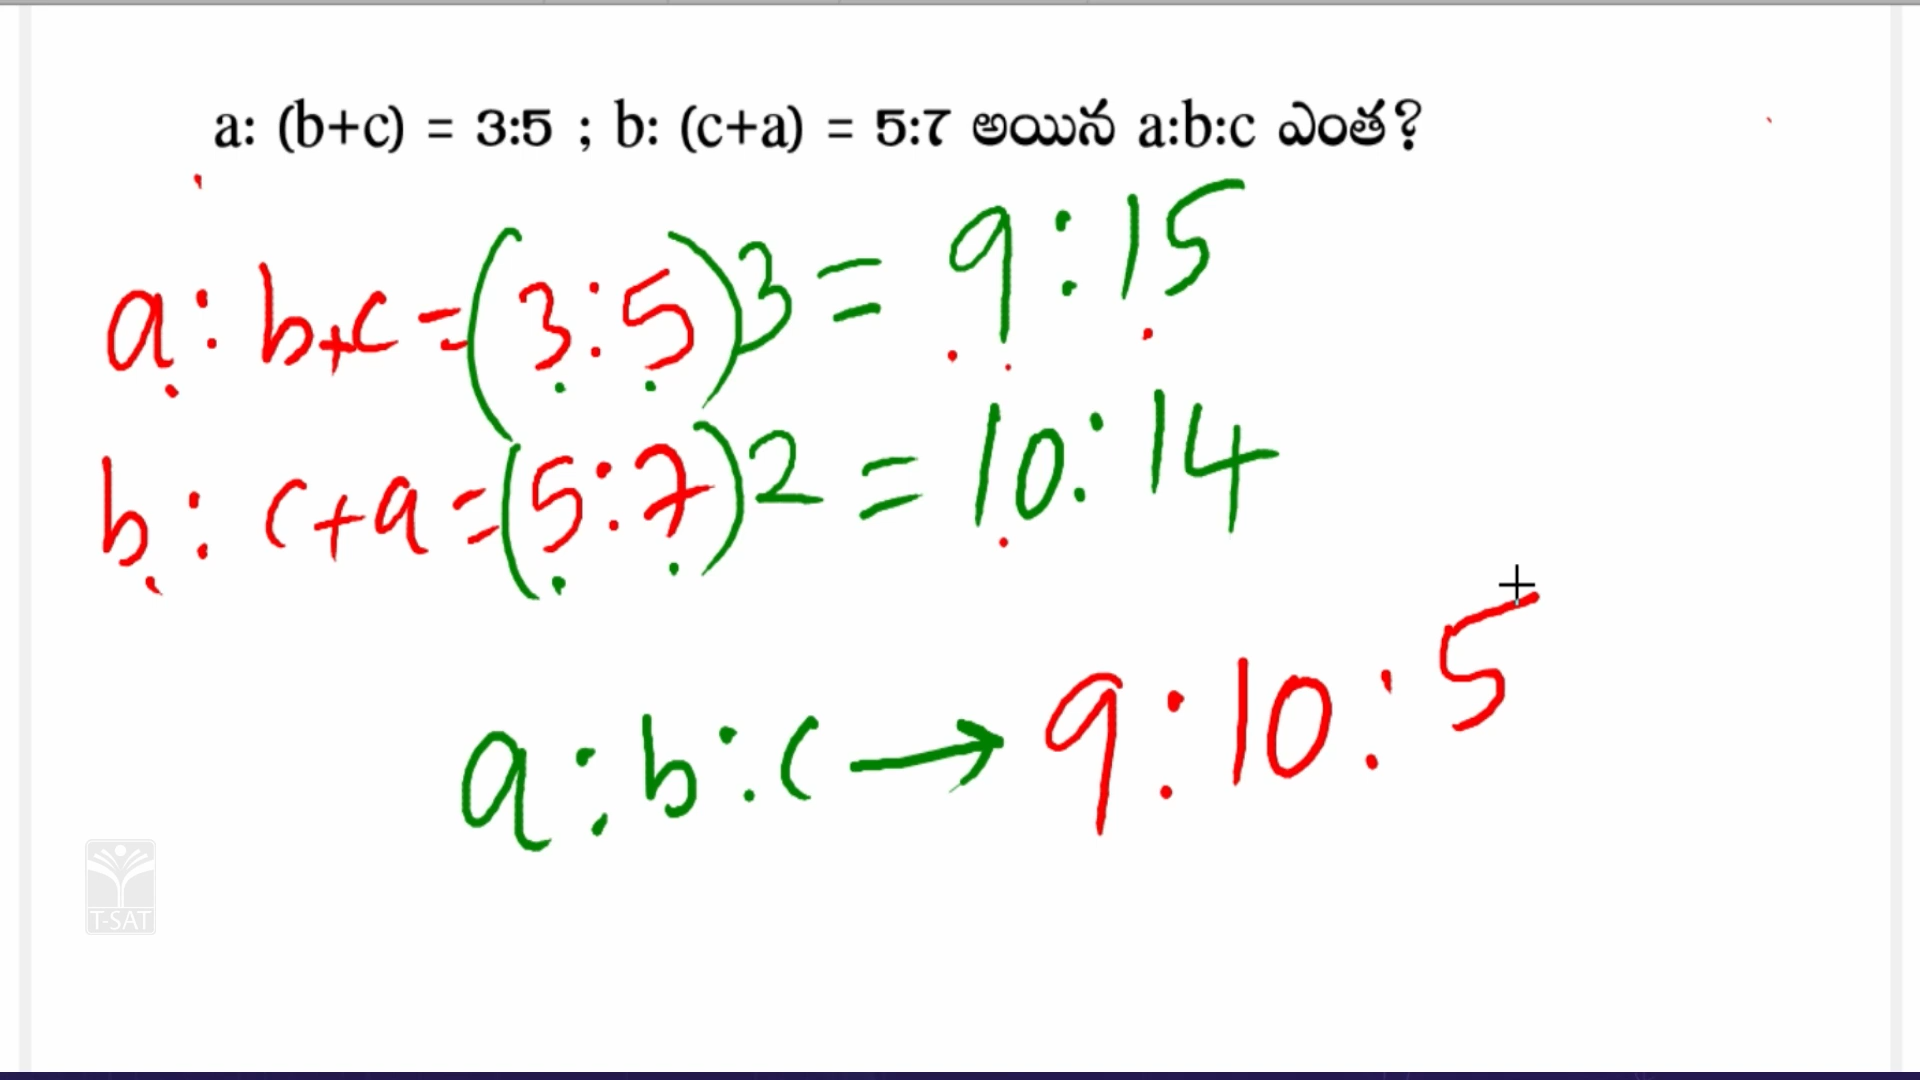 a: (b+c) = 3:5 ; b: (c+a) = 5:7 అయిన a:b:c ఎంత?
a : b+c = (3:5)3 = 9:15
b : c+a = (5:7)2 = 10:14
a : b : c → 9 : 10 : 5
T-SAT